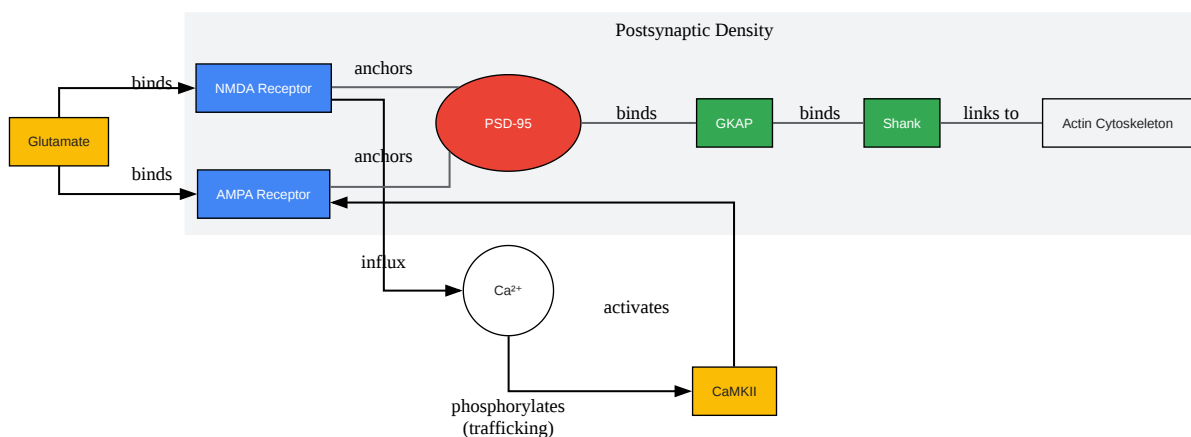 Postsynaptic Density
binds
NMDA Receptor
anchors
Glutamate
PSD-95
binds
GKAP
binds
Shank
links to
Actin Cytoskeleton
anchors
binds
AMPA Receptor
influx
Ca²⁺
activates
CaMKII
phosphorylates
(trafficking)